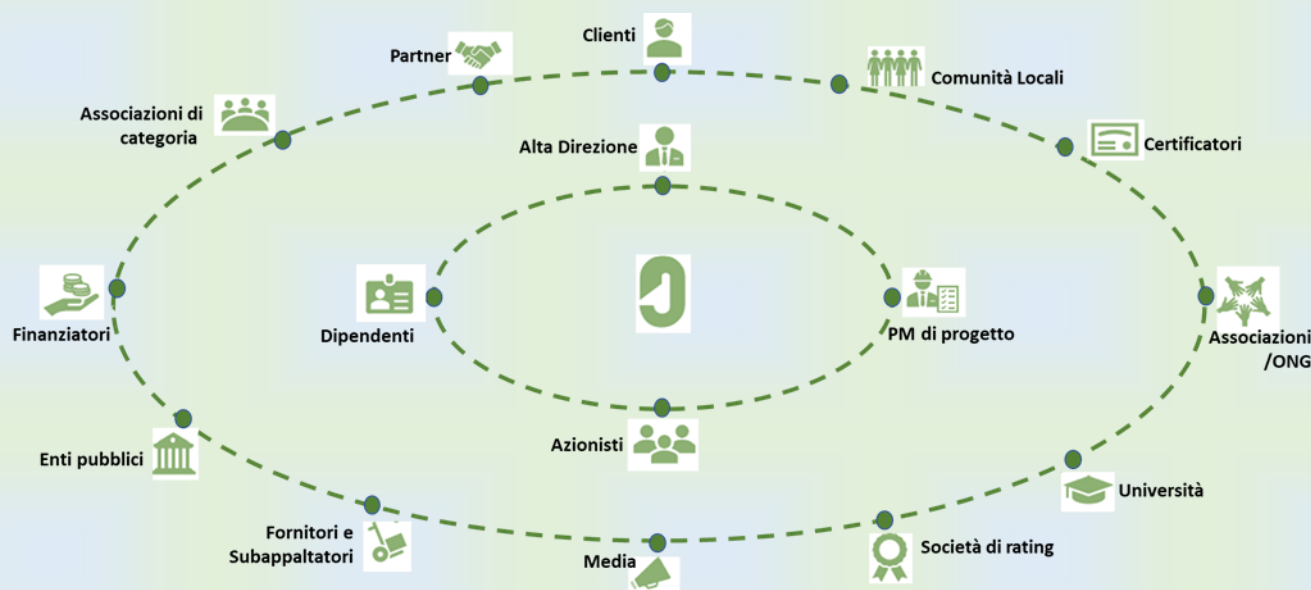 Clienti
Partner
Comunità Locali
Associazioni di
categoria
Alta Direzione
Certificatori
Finanziatori
Dipendenti
PM di progetto
Associazioni
/ONG
Enti pubblici
Azionisti
Università
Fornitori e
Subappaltatori
Media
Società di rating